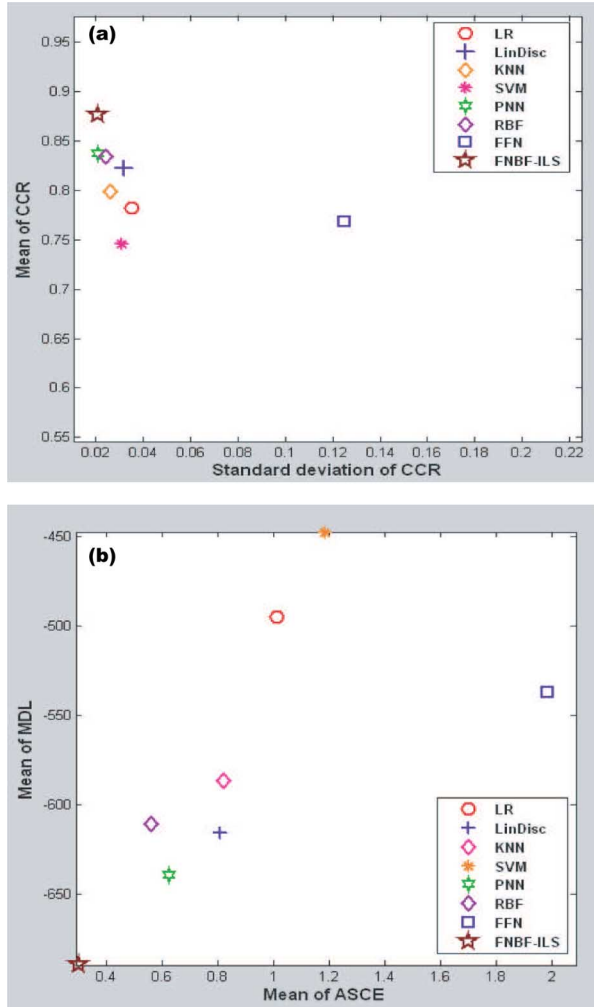 (a)
LR
LinDisc
KNN
SVM
PNN
RBF
FFN
FNBF-ILS
0.95
0.9
0.85
0.8
0.75
0.7
0.65
0.6
0.55
Mean of CCR
0.02 0.04 0.06 0.08 0.1 0.12 0.14 0.16 0.18 0.2 0.22
Standard deviation of CCR
(b)
-450
-500
-550
-600
-650
Mean of MDL
LR
LinDisc
KNN
SVM
PNN
RBF
FFN
FNBF-ILS
0.4 0.6 0.8 1 1.2 1.4 1.6 1.8 2
Mean of ASCE